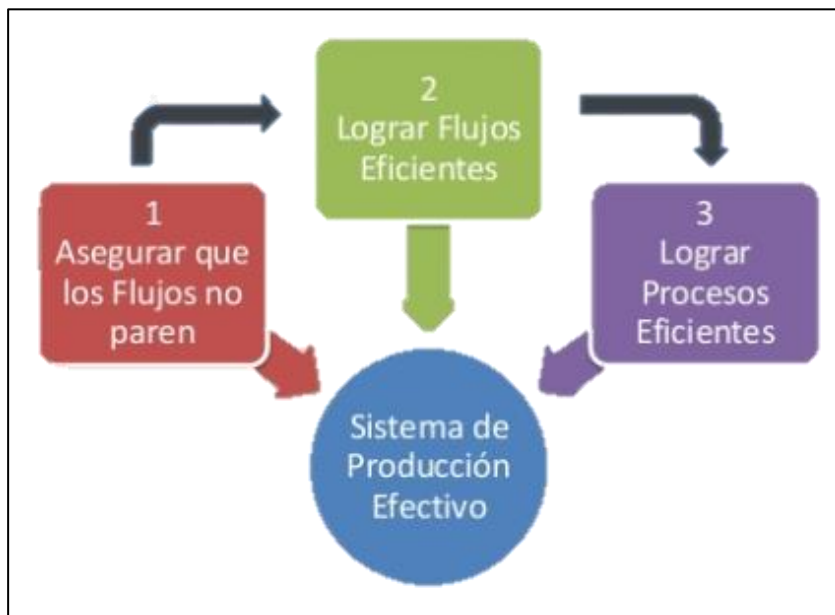 1
Asegurar que
los Flujos no
paren
2
Lograr Flujos
Eficientes
3
Lograr
Procesos
Eficientes
Sistema de
Producción
Efectivo